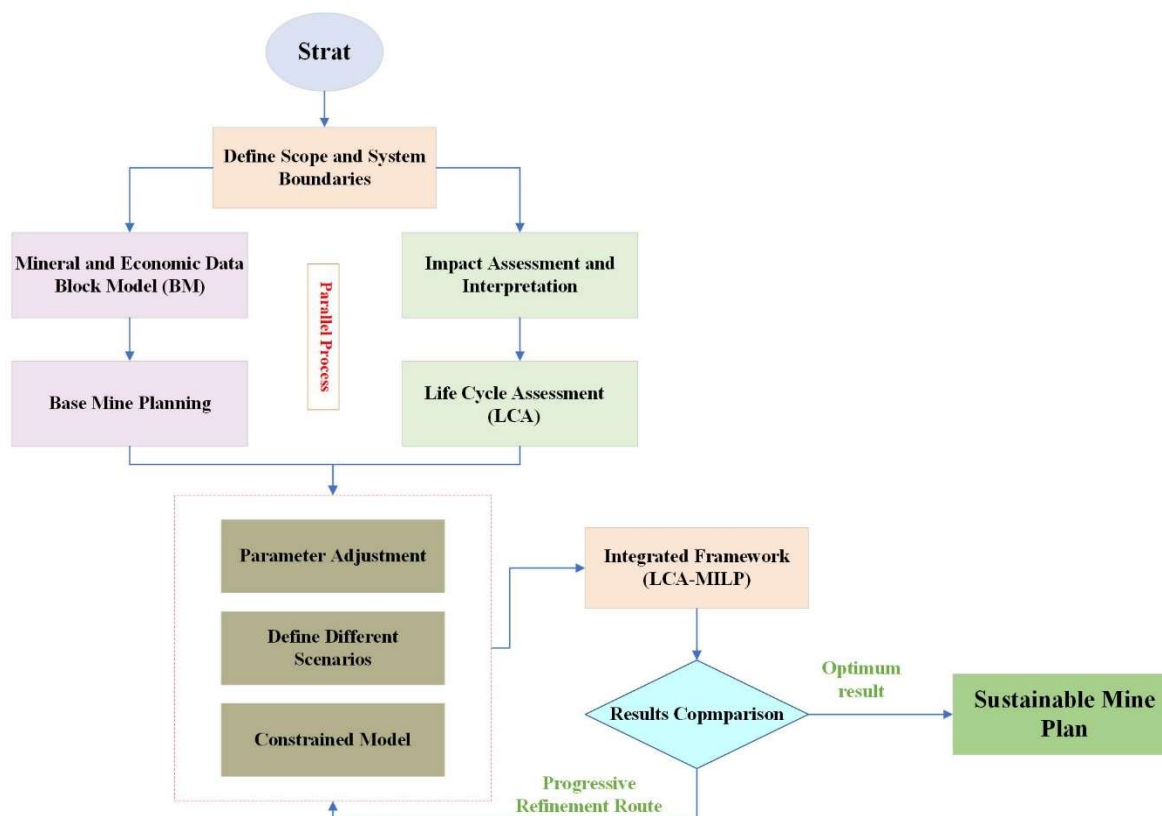 Strat
Define Scope and System
Boundaries
Mineral and Economic Data
Block Model (BM)
Parallel Process
Impact Assessment and
Interpretation
Base Mine Planning
Life Cycle Assessment
(LCA)
Parameter Adjustment
Define Different
Scenarios
Constrained Model
Integrated Framework
(LCA-MILP)
Results Copmparison
Optimum
result
Sustainable Mine
Plan
Progressive
Refinement Route